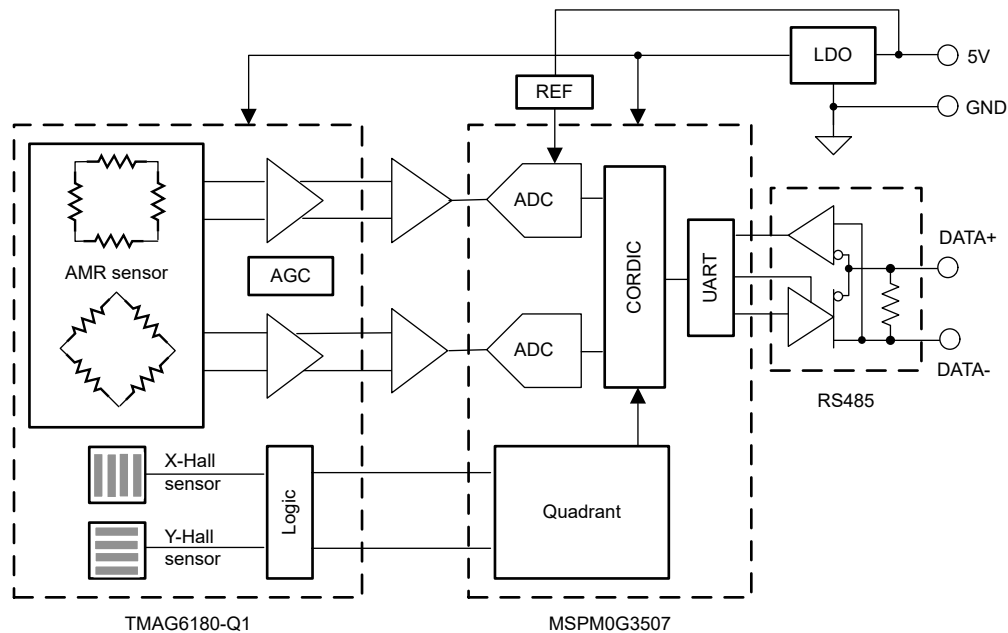 LDO
5V
GND
REF
AMR sensor
AGC
ADC
ADC
CORDIC
UART
DATA+
DATA-
RS485
X-Hall
sensor
Y-Hall
sensor
Logic
Quadrant
TMAG6180-Q1
MSPM0G3507